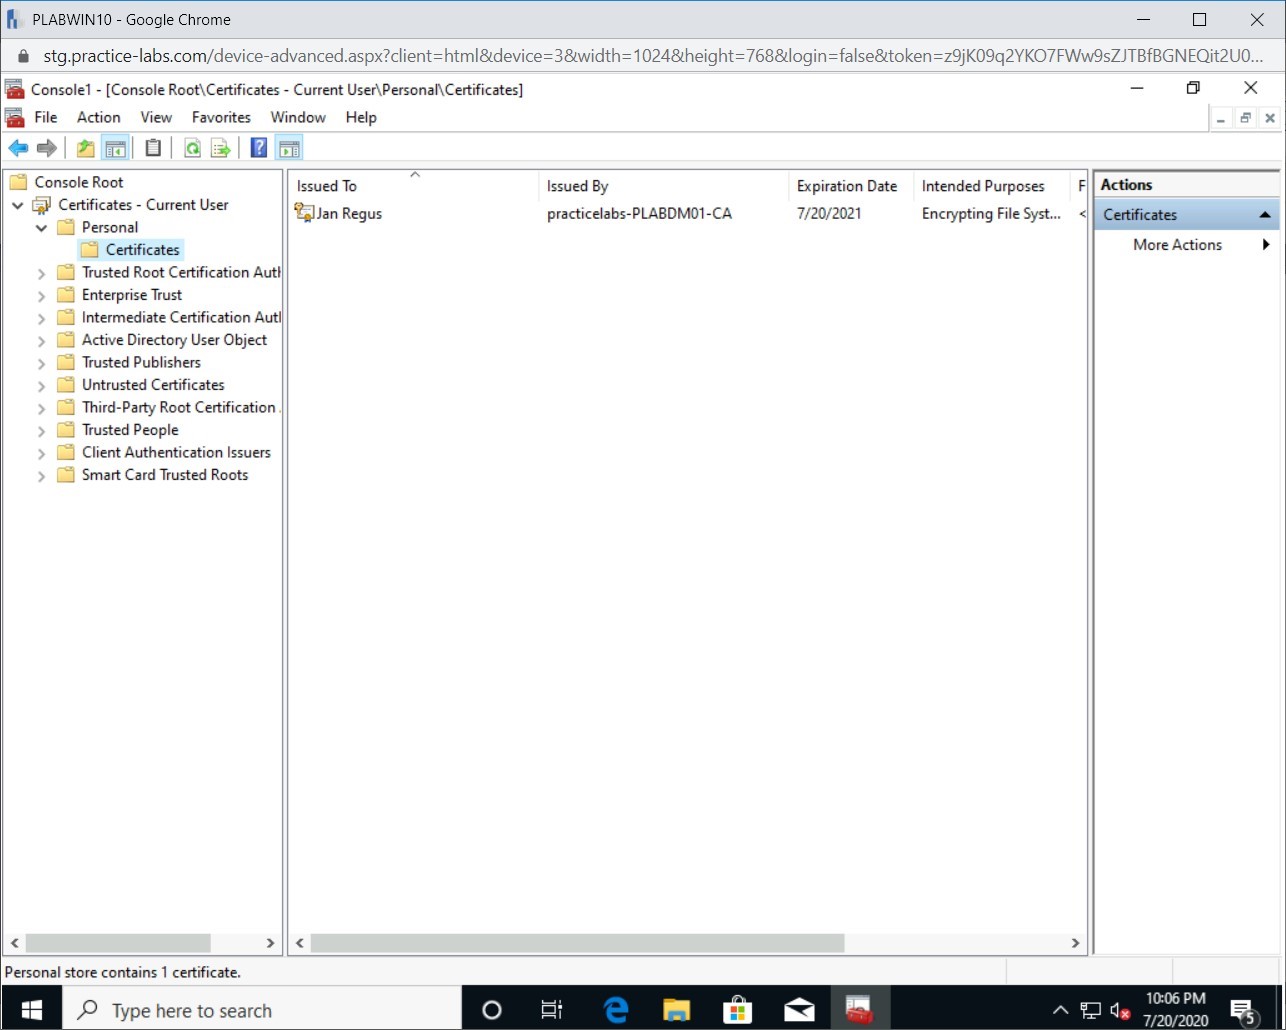 PLABWIN10 - Google Chrome
stg.practice-labs.com/device-advanced.aspx?client=html&device=3&width=1024&height=768&login=false&token=z9jK09q2YKO7FWw9sZJTBfBGNEQit2U0...
Console1 - [Console Root\Certificates - Current User\Personal\Certificates]
File Action View Favorites Window Help
Console Root
Certificates - Current User
Personal
Certificates
Trusted Root Certification Auth
Enterprise Trust
Intermediate Certification Auth
Active Directory User Object
Trusted Publishers
Untrusted Certificates
Third-Party Root Certification
Trusted People
Client Authentication Issuers
Smart Card Trusted Roots
Issued To Issued By Expiration Date Intended Purposes F
Jan Regus practicelabs-PLABDM01-CA 7/20/2021 Encrypting File Syst... <
Actions
Certificates
More Actions
Personal store contains 1 certificate.
Type here to search
10:06 PM
7/20/2020
5